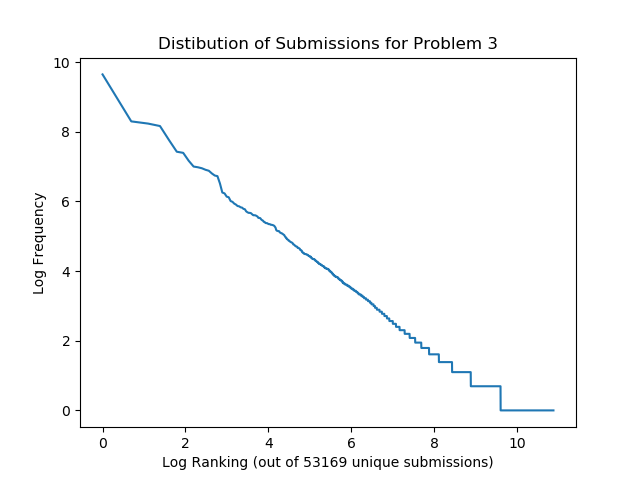 Distibution of Submissions for Problem 3
10
8
6
4
2
0
Log Frequency
0 2 4 6 8 10
Log Ranking (out of 53169 unique submissions)